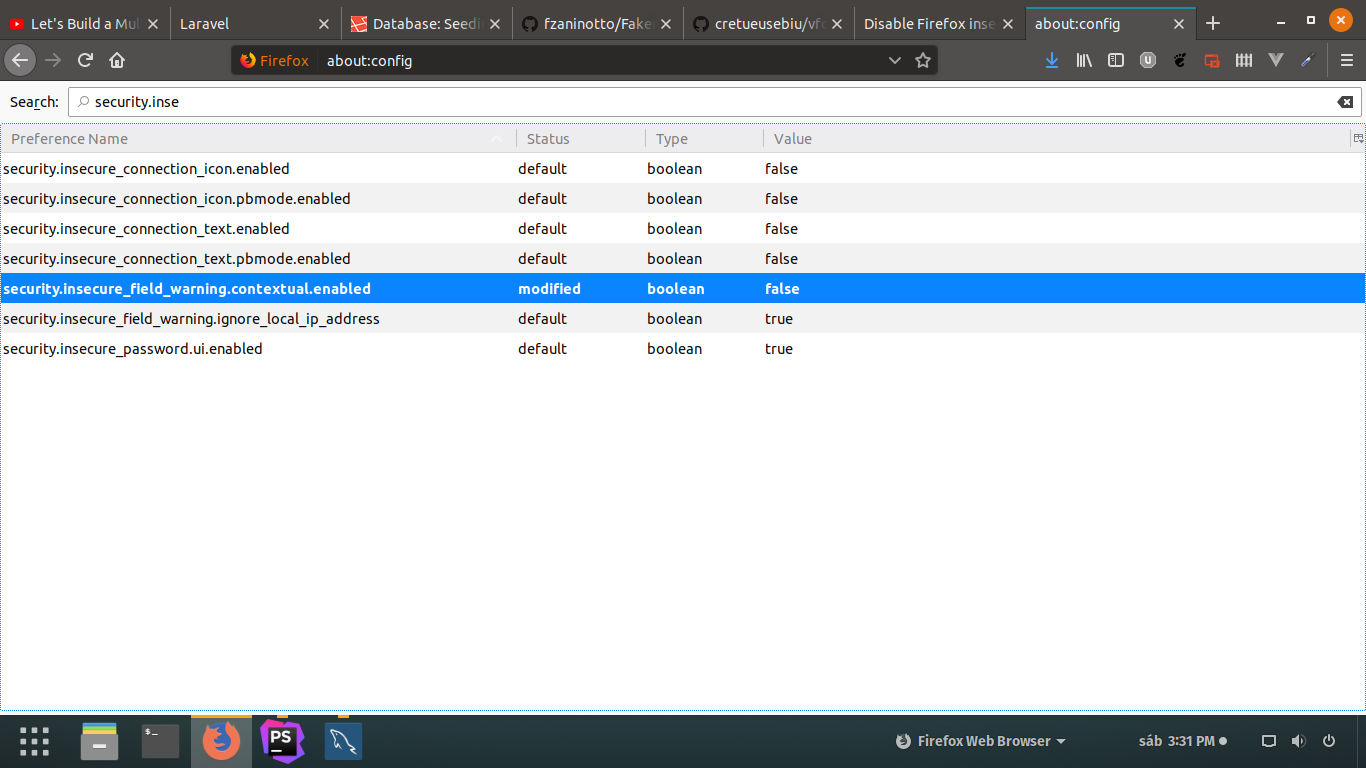 Let's Build a Mul Laravel Database: Seedi fzaninotto/Fake cretueusebiu/vf Disable Firefox inse about:config
Firefox about:config
Search: security.inse
Preference Name Status Type Value
security.insecure_connection_icon.enabled default boolean false
security.insecure_connection_icon.pbmode.enabled default boolean false
security.insecure_connection_text.enabled default boolean false
security.insecure_connection_text.pbmode.enabled default boolean false
security.insecure_field_warning.contextual.enabled modified boolean false
security.insecure_field_warning.ignore_local_ip_address default boolean true
security.insecure_password.ui.enabled default boolean true
$_ PS Firefox Web Browser sáb 3:31 PM